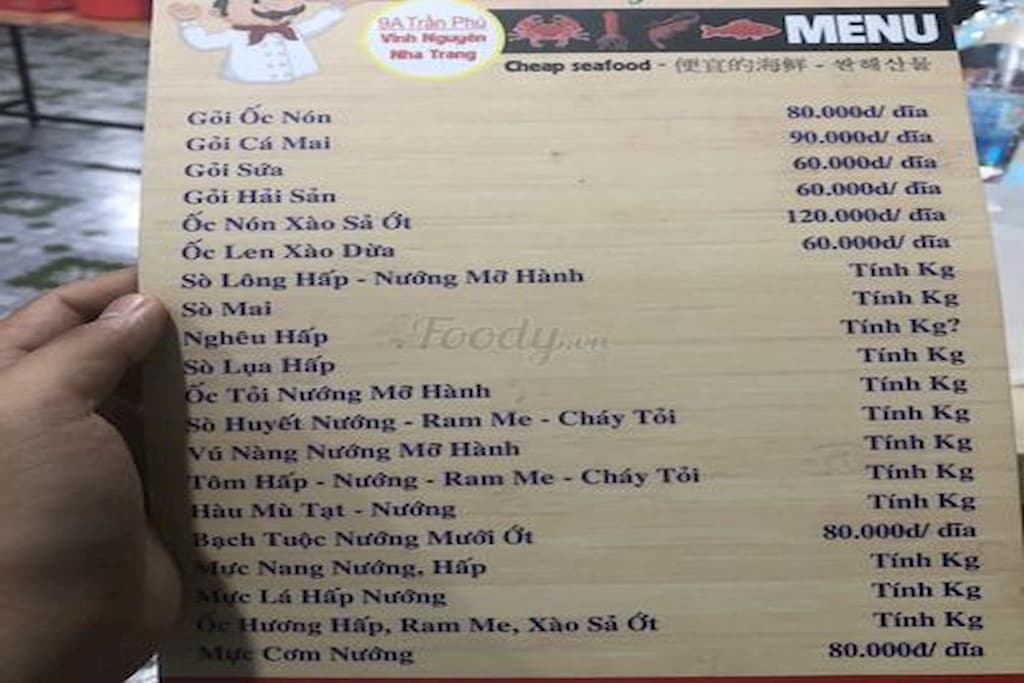 9A Trần Phú
Vĩnh Nguyên
Nha Trang
MENU
Cheap seafood - 便宜的海鲜 - 싼해산물
Gỏi Ốc Nón 80.000đ/ đĩa
Gỏi Cá Mai 90.000đ/ đĩa
Gỏi Sứa 60.000đ/ đĩa
Gỏi Hải Sản 60.000đ/ đĩa
Ốc Nón Xào Sả Ớt 120.000đ/ đĩa
Ốc Len Xào Dừa 60.000đ/ đĩa
Sò Lông Hấp - Nướng Mỡ Hành Tính Kg
Sò Mai Tính Kg
Nghêu Hấp Tính Kg?
Sò Lụa Hấp Tính Kg
Ốc Tỏi Nướng Mỡ Hành Tính Kg
Sò Huyết Nướng - Ram Me - Cháy Tỏi Tính Kg
Vú Nàng Nướng Mỡ Hành Tính Kg
Tôm Hấp - Nướng - Ram Me - Cháy Tỏi Tính Kg
Hàu Mù Tạt - Nướng Tính Kg
Bạch Tuộc Nướng Mưới Ớt 80.000đ/ đĩa
Mực Nang Nướng, Hấp Tính Kg
Mực Lá Hấp Nướng Tính Kg
Ốc Hương Hấp, Ram Me, Xào Sả Ớt Tính Kg
Mực Cơm Nướng 80.000đ/ đĩa
Foody.vn